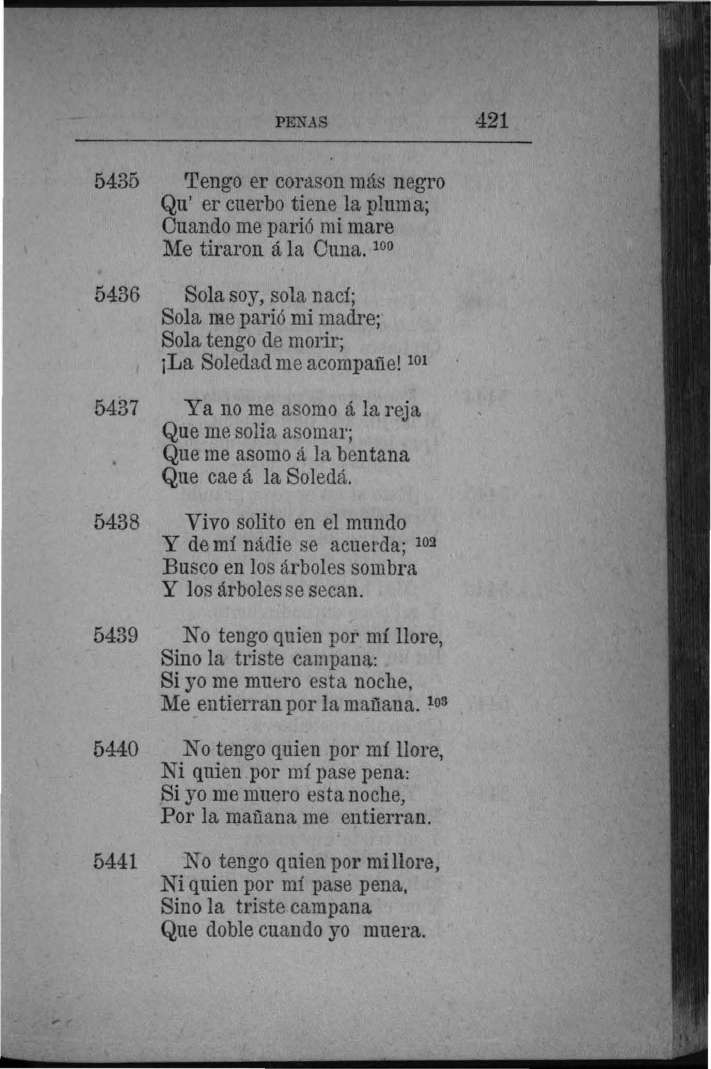 PENAS 421
5435 Tengo er corason más negro
Qu' er cuerbo tiene la pluma;
Cuando me parió mi mare
Me tiraron á la Cuna. 100
5436 Sola soy, sola nací;
Sola me parió mi madre;
Sola tengo de morir;
¡La Soledad me acompañe! 101
5437 Ya no me asomo á la reja
Que me solia asomar;
Que me asomo á la bentana
Que cae á la Soledá.
5438 Vivo solito en el mundo
Y de mí nádie se acuerda; 102
Busco en los árboles sombra
Y los árboles se secan.
5439 No tengo quien por mí llore,
Sino la triste campana:
Si yo me muero esta noche,
Me entierran por la mañana. 103
5440 No tengo quien por mí llore,
Ni quien por mí pase pena:
Si yo me muero esta noche,
Por la mañana me entierran.
5441 No tengo quien por mi llore,
Ni quien por mí pase pena,
Sino la triste campana
Que doble cuando yo muera.